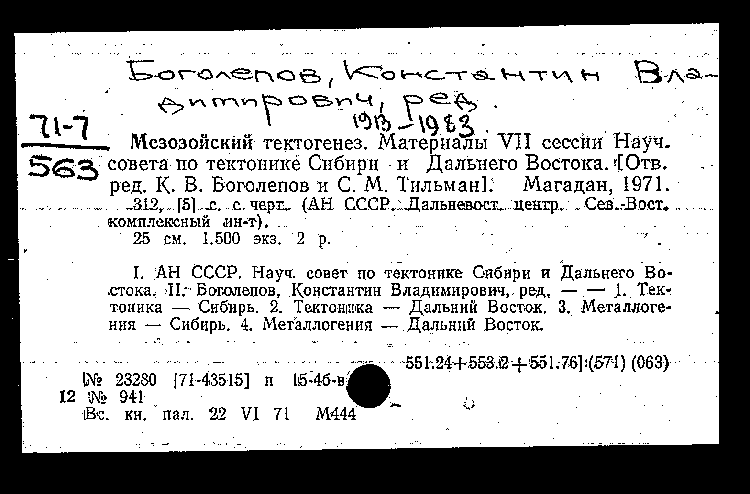 Боголепов, Константин Вла-
димирович, ред.
1913-1983
71-7
563
Мезозойский тектогенез. Материалы VII сессии Науч.
совета по тектонике Сибири и Дальнего Востока. [Отв.
ред. К. В. Боголепов и С. М. Тильман]. Магадан, 1971.
312, [5] с. с. черт. (АН СССР. Дальневост. центр. Сев.-Вост.
комплексный ин-т).
25 см. 1.500 экз. 2 р.
I. АН СССР. Науч. совет по тектонике Сибири и Дальнего Во-
стока. II. Боголепов, Константин Владимирович, ред. — — 1. Тек-
тоника — Сибирь. 2. Тектоника — Дальний Восток. 3. Металлоге-
ния — Сибирь. 4. Металлогения — Дальний Восток.
551.24+553.2+551.76]:(571) (063)
№ 23280 [71-43515] п 15-4б-в
12 № 941
Вс. кн. пал. 22 VI 71 М444